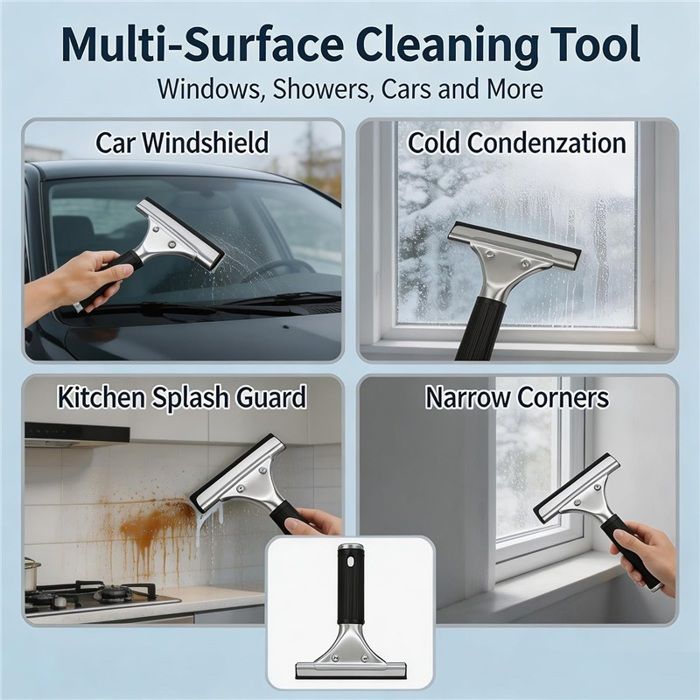 Multi-Surface Cleaning Tool
Windows, Showers, Cars and More
Car Windshield
Cold Condenzation
Kitchen Splash Guard
Narrow Corners